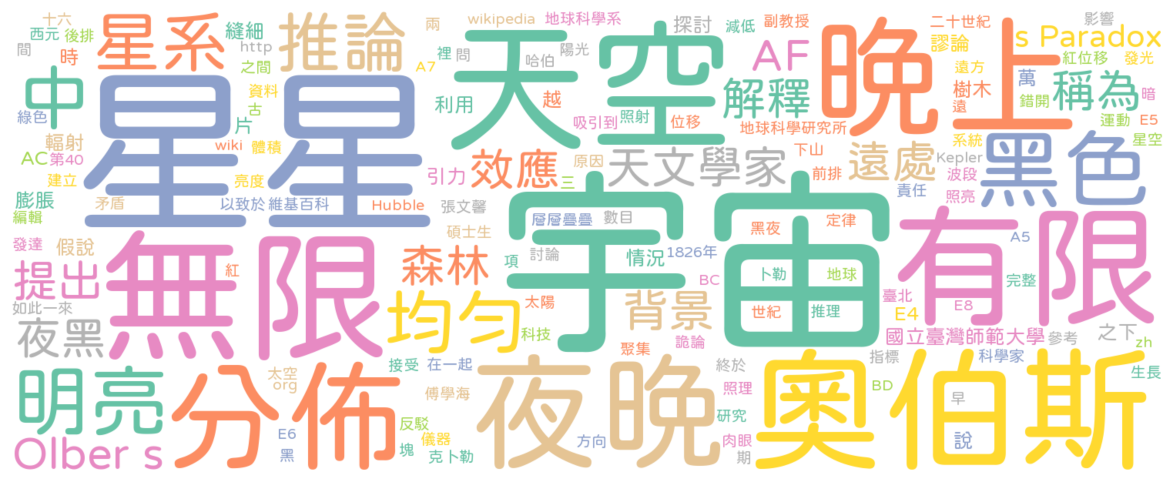 十六
西元
後排
間
時
星系
推論
縫細
http
之間
雨
A7
wikipedia
地球科學系
裡
問
哈伯
陽光
探討
減低
副教授
AF
二十世紀
謬論
影響
s Paradox
紅位移
發光
遠方
萬
樹木
遠
錯開
稱為
暗
運動
E5
星空
中
綠色
古
資料
片
輻射
wiki
體積
AC
第40
建立
亮度
星星
天空
利用
越
照射
位移
吸引到
解釋
地球科學研究所
晚上
系統
Kepler
波段
照亮
黑色
膨脹
編輯
矛盾
以致於
維基百科
Hubble
引力
效應
原因
三
天文學家
下山
前排
遠處
責任
張文馨
碩士生
層層疊疊
數目
討論
項
情況
1826年
BC
宇宙
黑夜
定律
卜勒
地球
世紀
推理
有限
A5
完整
臺北
E8
E4
發達
假說
紅
提出
如此一來
夜黑
無限
森林
均勻
太陽
科技
背景
聚集
詭論
國立臺灣師範大學
參考
之下
zh
科學家
指標
生長
明亮
Olber s
分佈
太空
org
E6
黑
接受
在一起
傅學海
反駁
儀器
塊
克卜勒
夜晚
方向
終於
照理
研究
肉眼
期
BD
奧伯斯
早
說